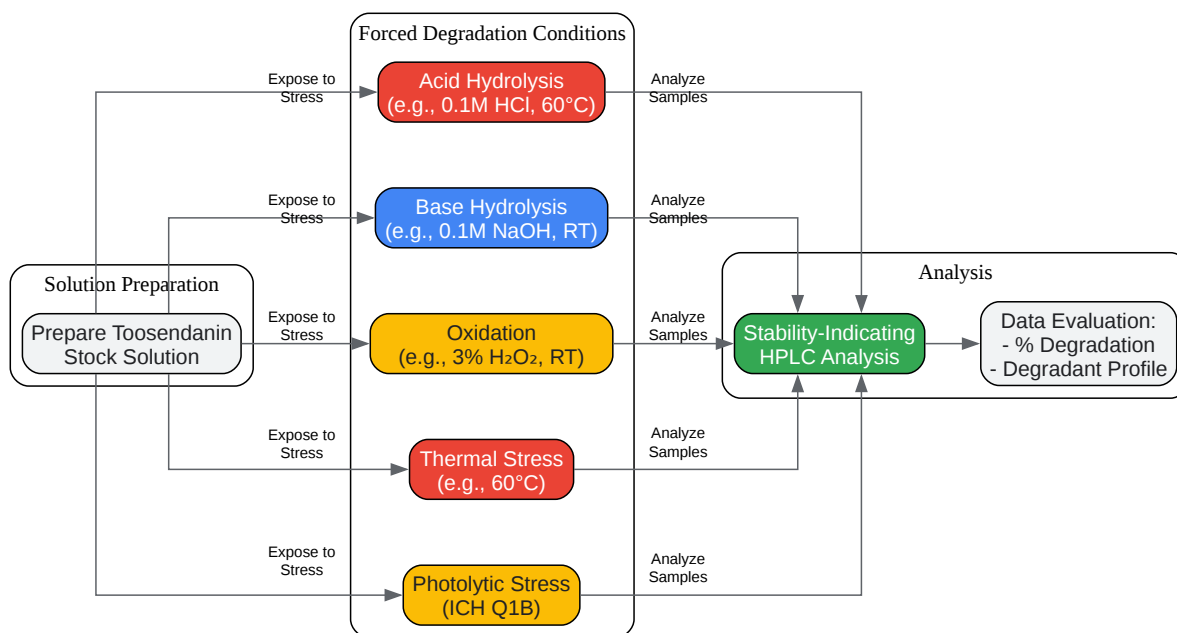 Solution Preparation
Prepare Toosendanin
Stock Solution
Forced Degradation Conditions
Expose to
Stress
Acid Hydrolysis
(e.g., 0.1M HCl, 60°C)
Analyze
Samples
Expose to
Stress
Base Hydrolysis
(e.g., 0.1M NaOH, RT)
Analyze
Samples
Expose to
Stress
Oxidation
(e.g., 3% H₂O₂, RT)
Analyze
Samples
Expose to
Stress
Thermal Stress
(e.g., 60°C)
Analyze
Samples
Expose to
Stress
Photolytic Stress
(ICH Q1B)
Analyze
Samples
Analysis
Stability-Indicating
HPLC Analysis
Data Evaluation:
- % Degradation
- Degradant Profile